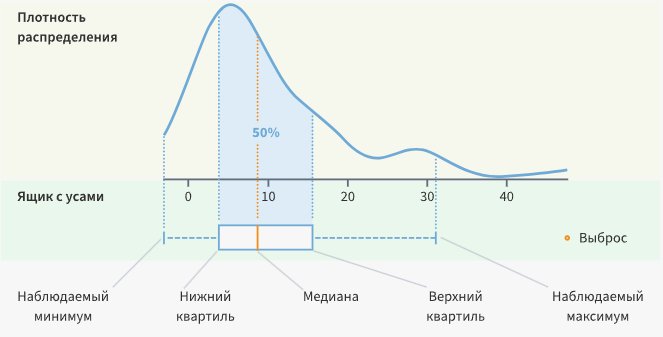 Плотность
распределения
50%
Ящик с усами
0 10 20 30 40
Выброс
Наблюдаемый
минимум
Нижний
квартиль
Медиана
Верхний
квартиль
Наблюдаемый
максимум